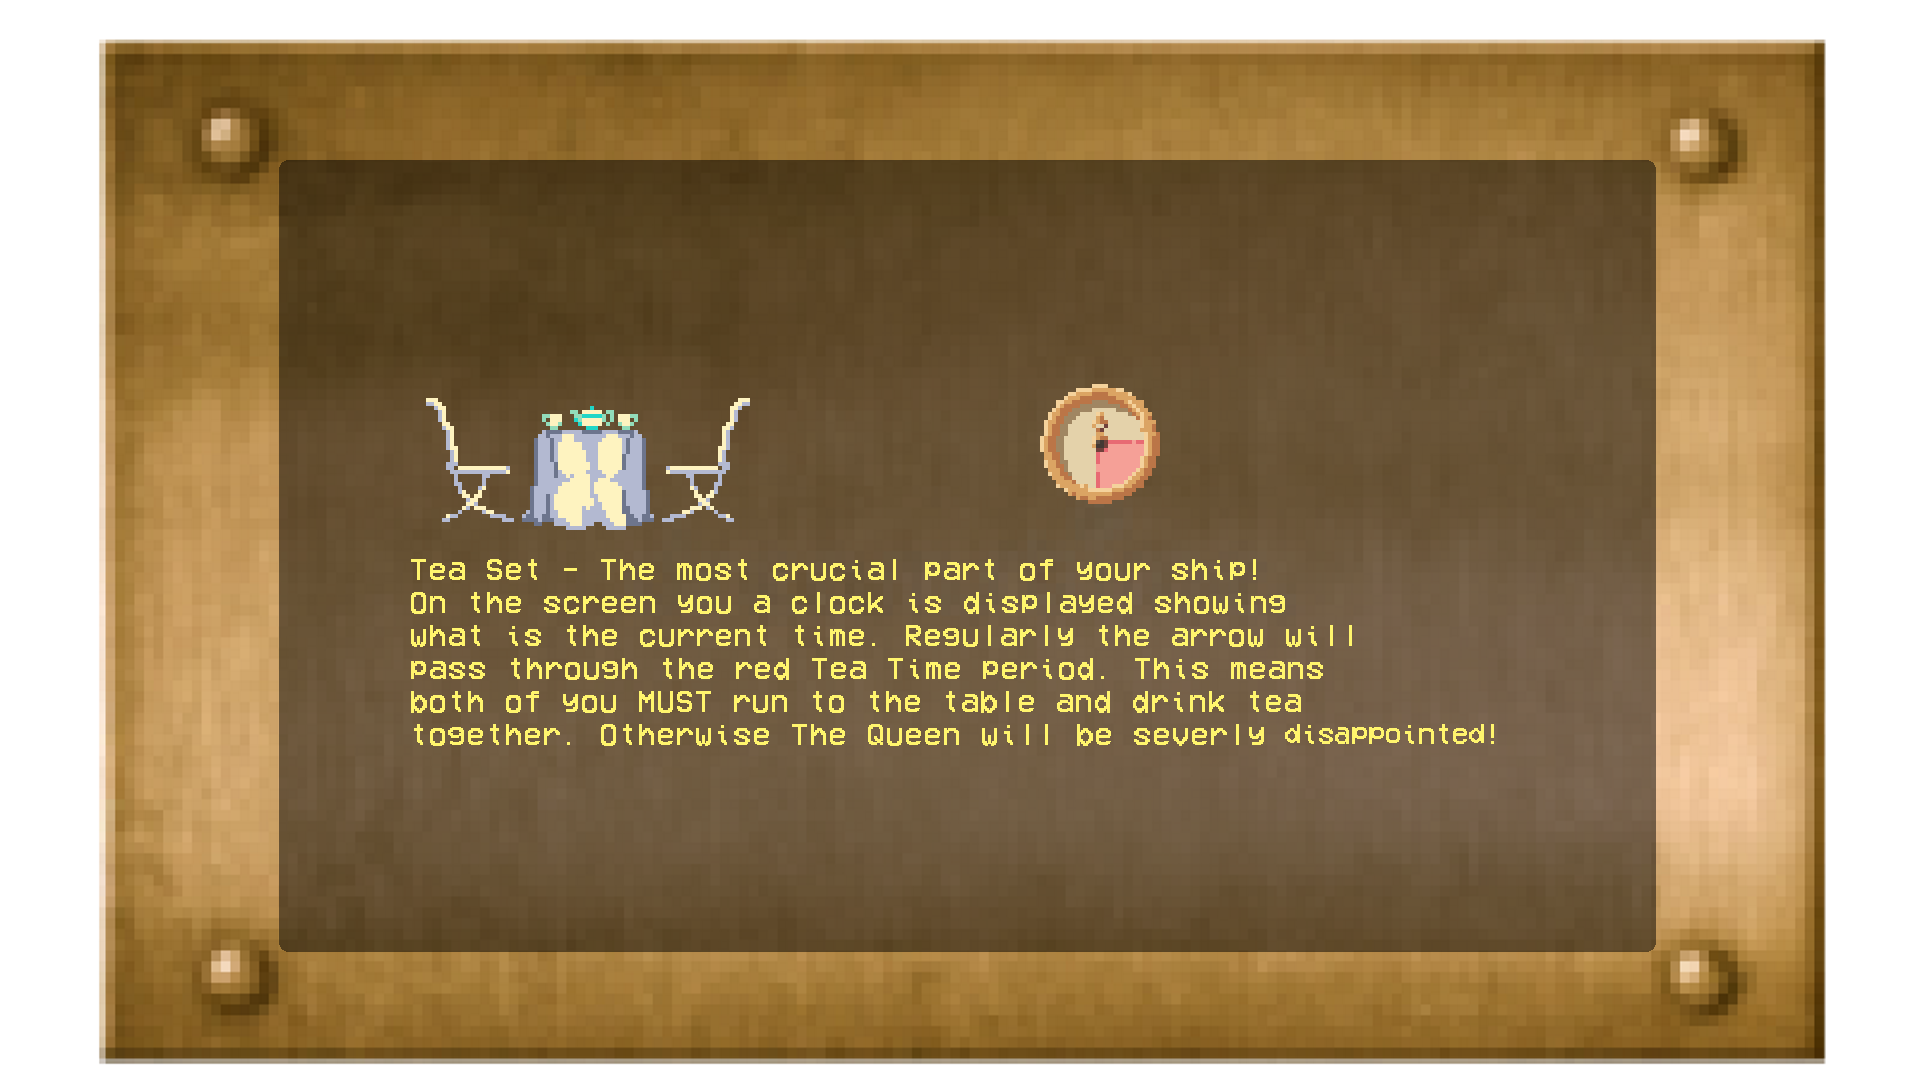 Tea Set - The most crucial part of your ship!
On the screen you a clock is displayed showing
what is the current time. Regularly the arrow will
pass through the red Tea Time period. This means
both of you MUST run to the table and drink tea
together. Otherwise The Queen will be severly disappointed!